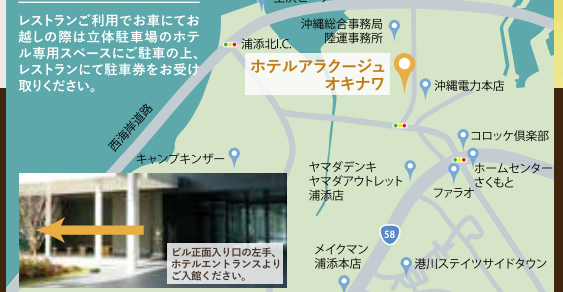 レストランご利用でお車にてお
越しの際は立体駐車場のホテ
ル専用スペースにご駐車の上、
レストランにて駐車券をお受け
取りください。
浦添北I.C.
沖縄総合事務局
陸運事務所
ホテルアラクージュ
オキナワ
沖縄電力本店
西海岸道路
キャンプキンザー
コロッケ倶楽部
ホームセンター
さくもと
ファラオ
ヤマダデンキ
ヤマダアウトレット
浦添店
58
ビル正面入り口の左手、
ホテルエントランスより
ご入館ください。
メイクマン
浦添本店
港川ステイツサイドタウン